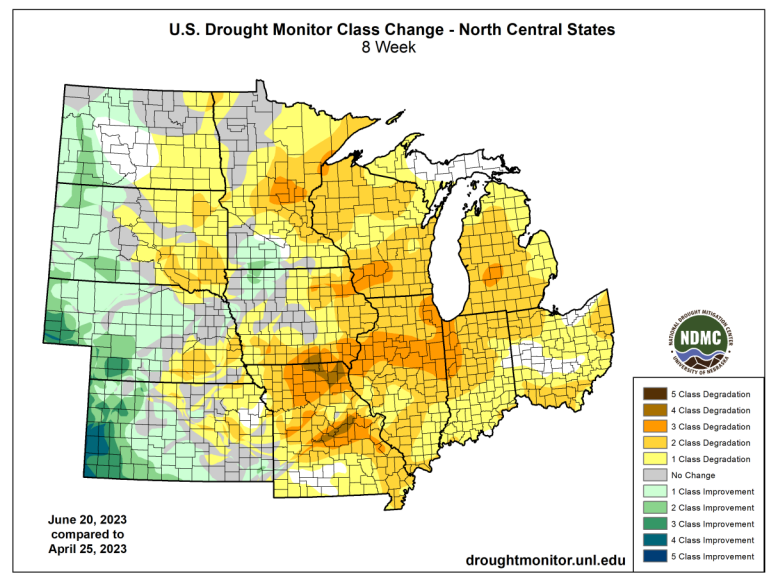 U.S. Drought Monitor Class Change - North Central States
8 Week
NATIONAL DROUGHT MITIGATION CENTER
NDMC
UNIVERSITY OF NEBRASKA
5 Class Degradation
4 Class Degradation
3 Class Degradation
2 Class Degradation
1 Class Degradation
No Change
1 Class Improvement
2 Class Improvement
3 Class Improvement
4 Class Improvement
5 Class Improvement
June 20, 2023
compared to
April 25, 2023
droughtmonitor.unl.edu